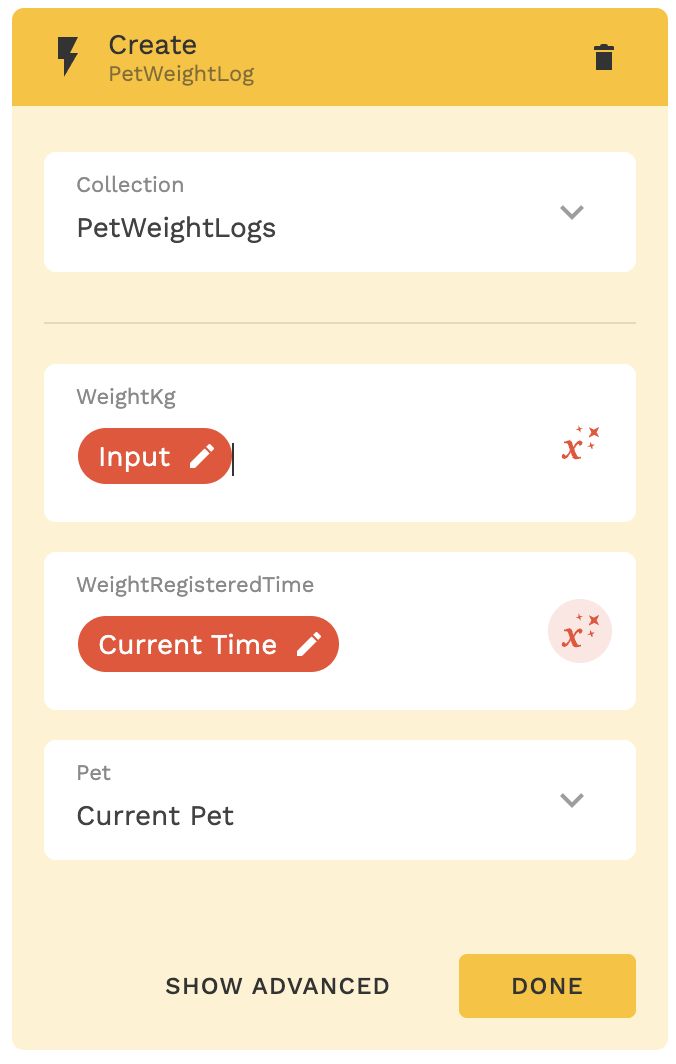 Create
PetWeightLog
Collection
PetWeightLogs
WeightKg
Input
WeightRegisteredTime
Current Time
Pet
Current Pet
SHOW ADVANCED
DONE